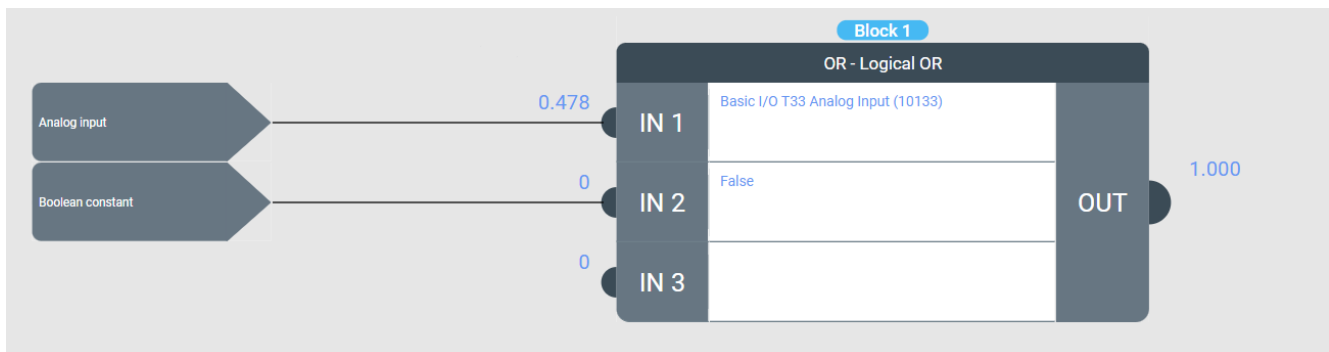 Block 1
OR - Logical OR
Analog input
0.478
IN 1
Basic I/O T33 Analog Input (10133)
Boolean constant
0
IN 2
False
OUT
1.000
0
IN 3